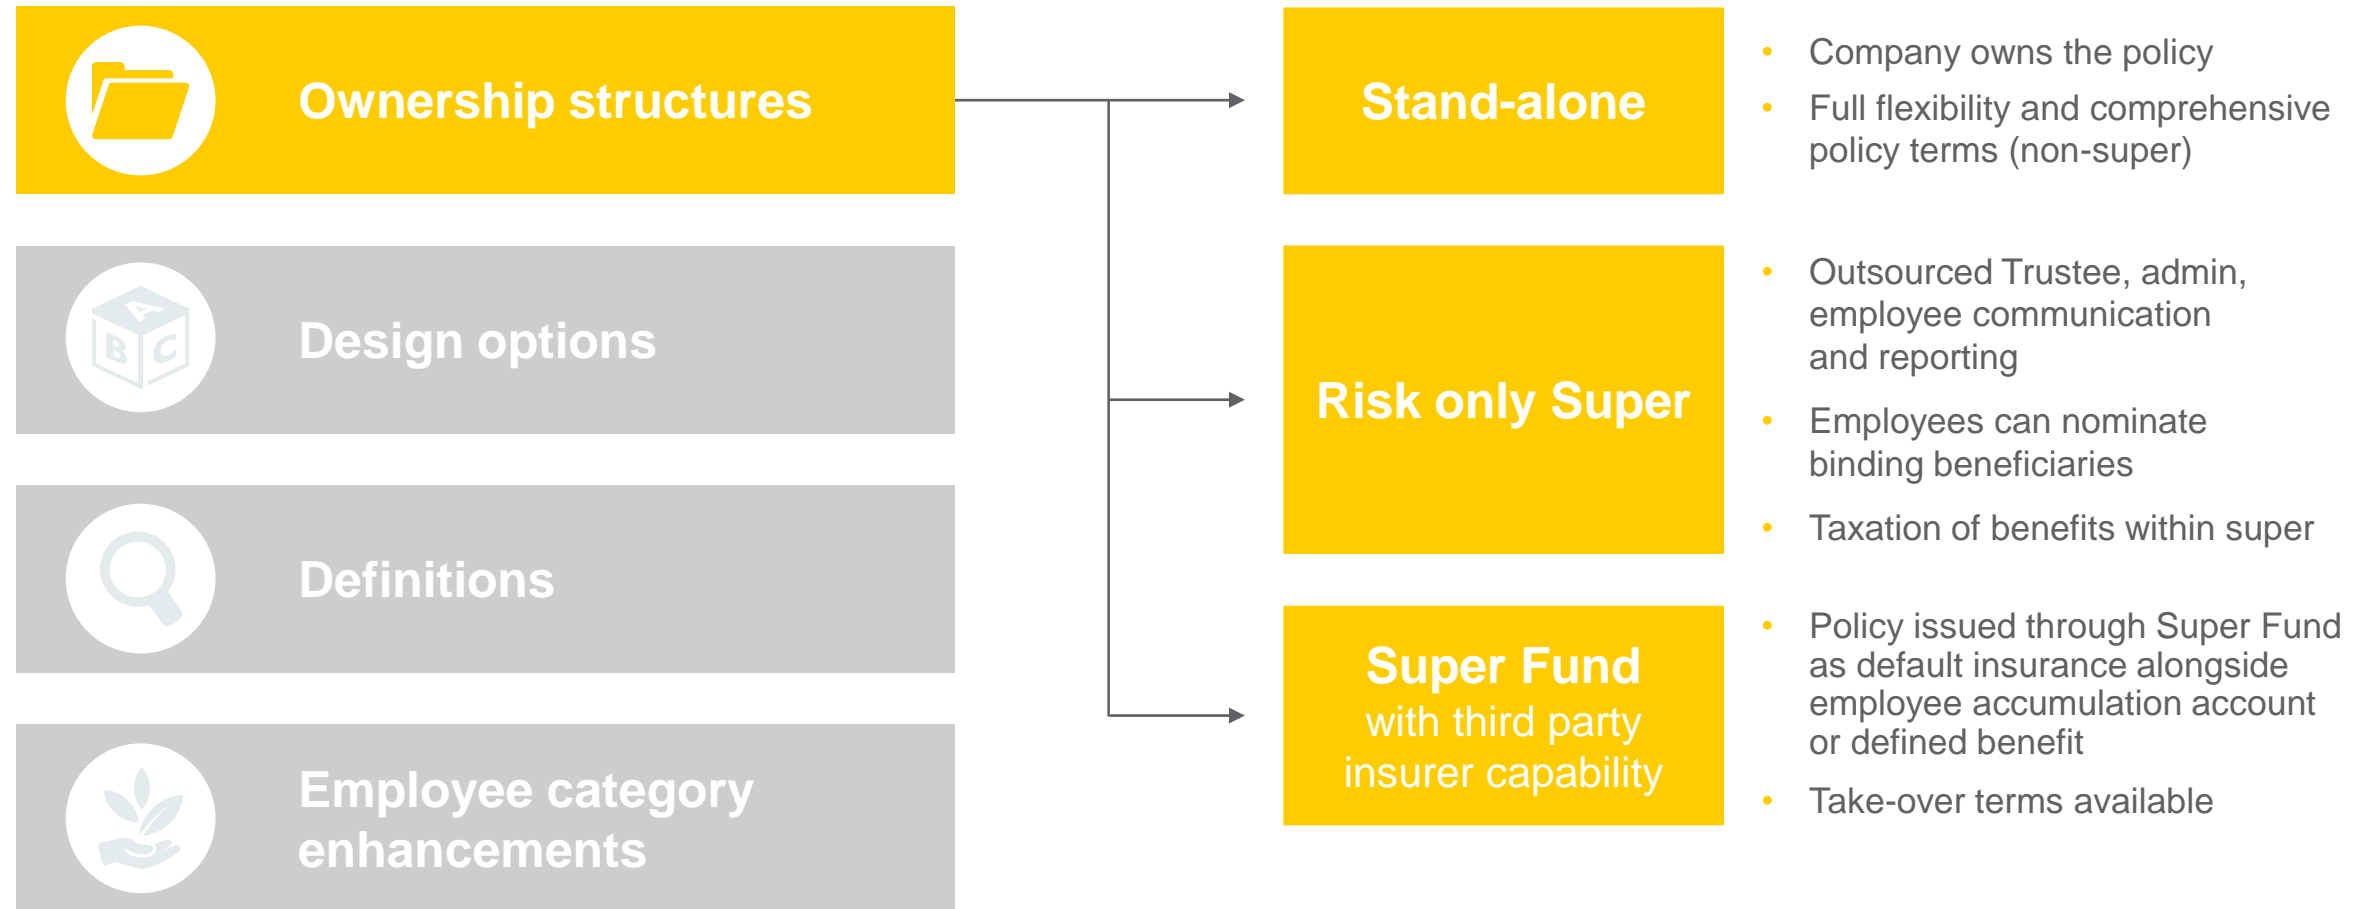 Ownership structures
Design options
A
B
C
Definitions
Employee category
enhancements
Stand-alone
• Company owns the policy
• Full flexibility and comprehensive
policy terms (non-super)
Risk only Super
• Outsourced Trustee, admin,
employee communication
and reporting
• Employees can nominate
binding beneficiaries
• Taxation of benefits within super
Super Fund
with third party
insurer capability
• Policy issued through Super Fund
as default insurance alongside
employee accumulation account
or defined benefit
• Take-over terms available